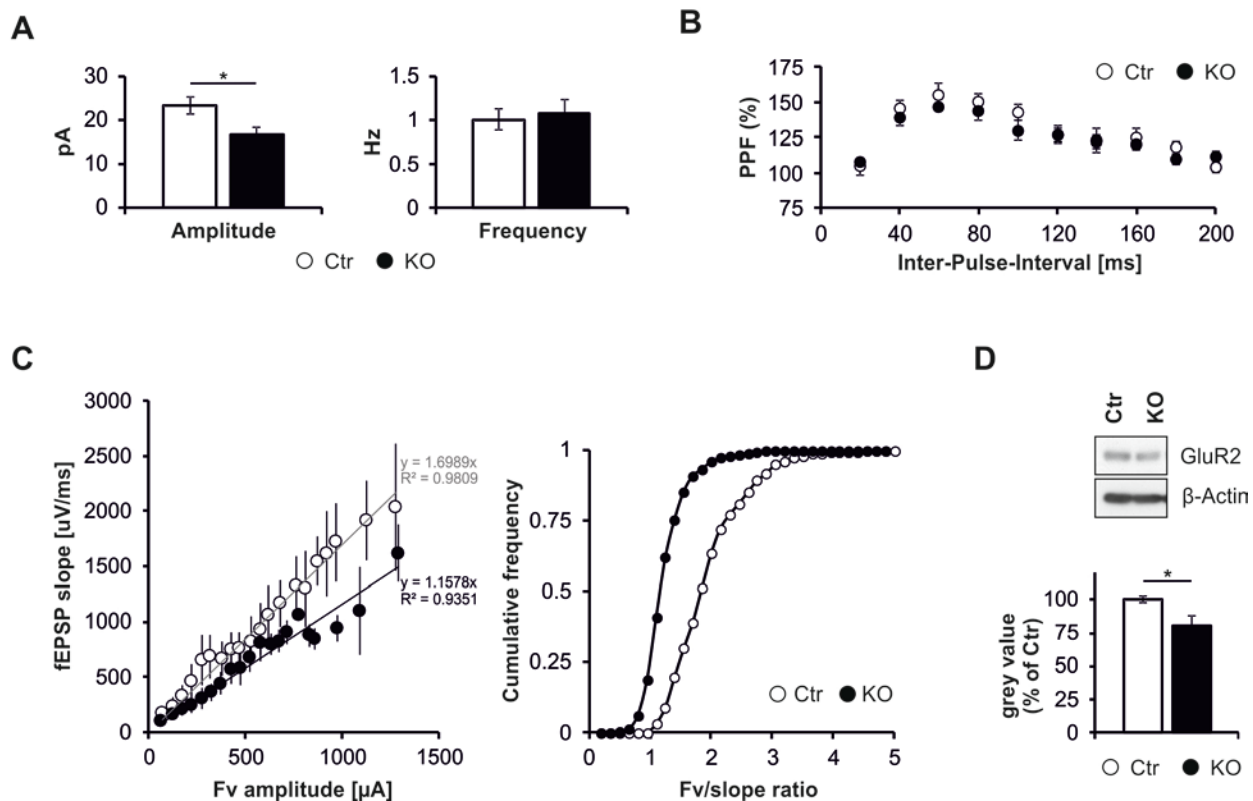 A
pA
30
20
10
0
*
Amplitude
Hz
1.5
1
0.5
0
Frequency
Ctr KO
B
Ctr KO
PPF (%)
175
150
125
100
75
0 40 80 120 160 200
Inter-Pulse-Interval [ms]
C
fEPSP slope [uV/ms]
3000
2500
2000
1500
1000
500
0
y = 1.6989x
R² = 0.9809
y = 1.1578x
R² = 0.9351
0 500 1000 1500
Fv amplitude [µA]
Cumulative frequency
1
0.75
0.5
0.25
0
Ctr KO
0 1 2 3 4 5
Fv/slope ratio
D
Ctr KO
GluR2
β-Actin
*
grey value
(% of Ctr)
100
75
50
25
0
Ctr KO